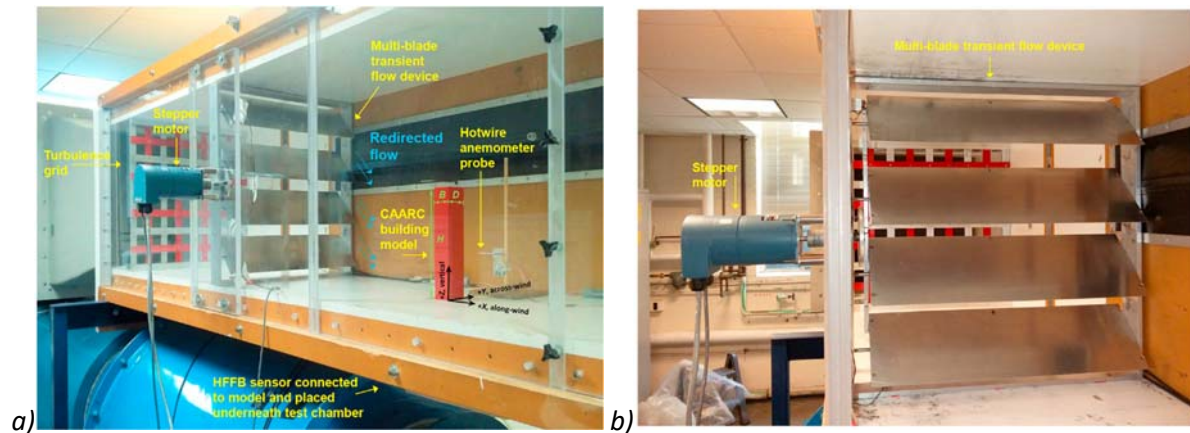 Multi-blade
transient
flow device
Stepper
motor
Turbulence
grid
Redirected
flow
Hotwire
anemometer
probe
CAARC
building
model
B D
H
+Z, vertical
+Y, across-wind
+X, along-wind
HFFB sensor connected
to model and placed
underneath test chamber
a)
Multi-blade transient flow device
Stepper
motor
b)